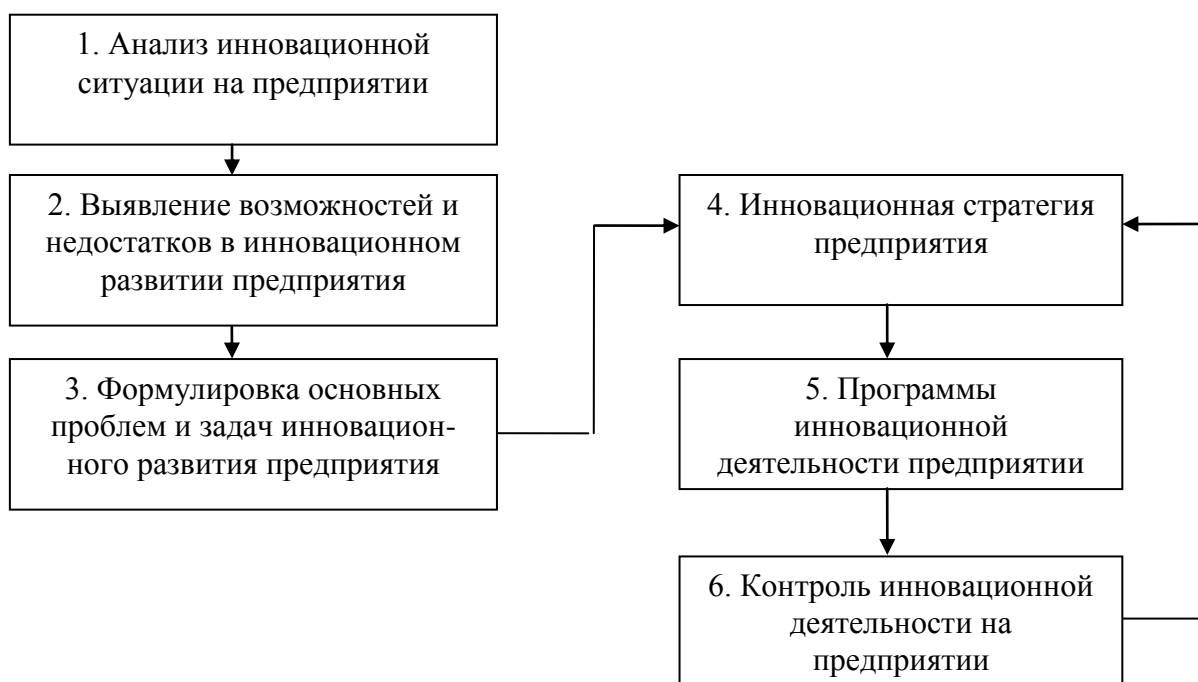 1. Анализ инновационной
ситуации на предприятии
2. Выявление возможностей и
недостатков в инновационном
развитии предприятия
3. Формулировка основных
проблем и задач инновацион-
ного развития предприятия
4. Инновационная стратегия
предприятия
5. Программы
инновационной
деятельности предприятии
6. Контроль инновационной
деятельности на
предприятии